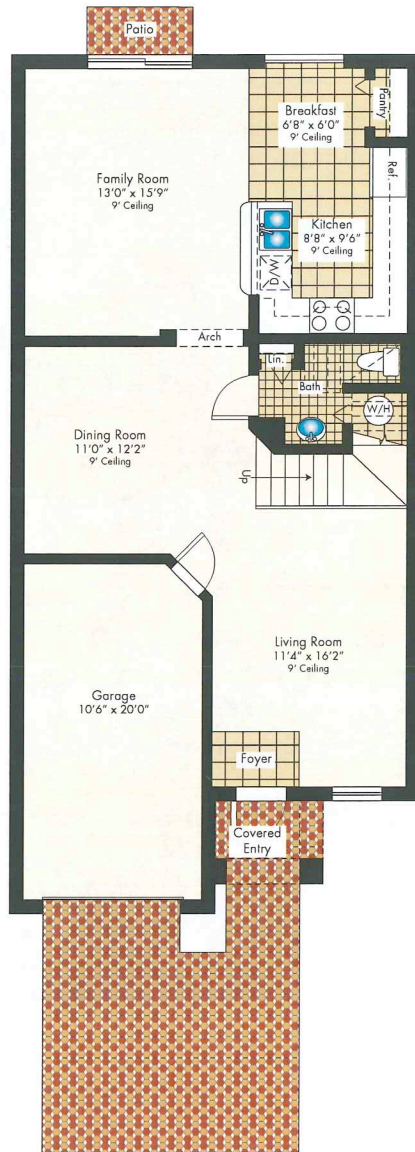 Patio
Breakfast
6'8" x 6'0"
9' Ceiling
Pantry
Ref.
Family Room
13'0" x 15'9"
9' Ceiling
Kitchen
8'8" x 9'6"
9' Ceiling
D/W
Arch
Lin.
Bath
W/H
Dining Room
11'0" x 12'2"
9' Ceiling
Up
Living Room
11'4" x 16'2"
9' Ceiling
Garage
10'6" x 20'0"
Foyer
Covered
Entry